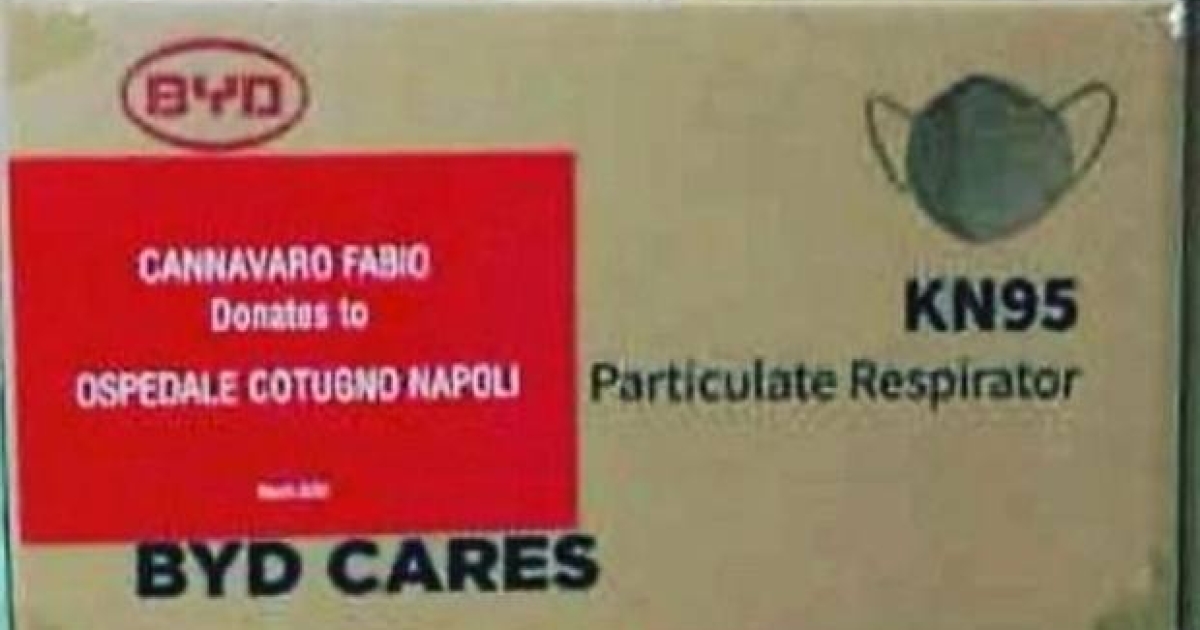 BYD
CANNAVARO FABIO
Donates to
OSPEDALE COTUGNO NAPOLI
BYD CARES
KN95
Particulate Respirator